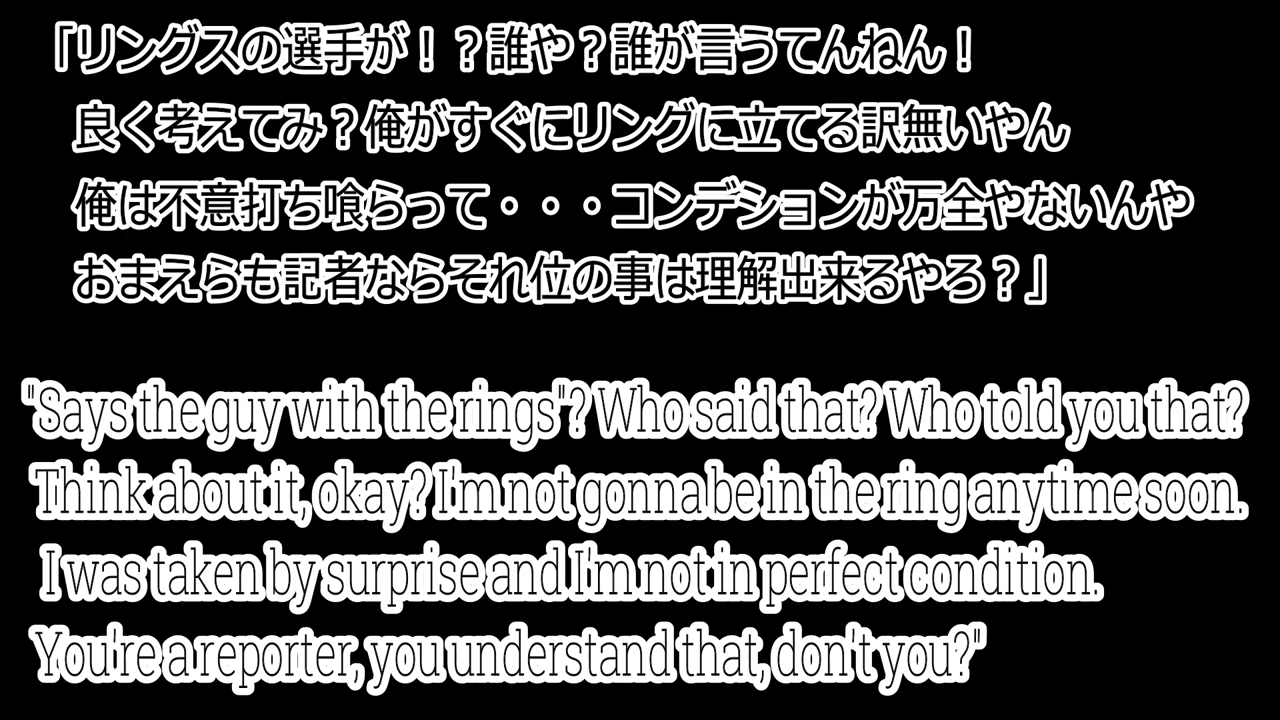 「リングスの選手が！？誰や？誰が言うてんねん！
良く考えてみ？俺がすぐにリングに立てる訳無いやん
俺は不意打ち喰らって・・・コンデションが万全やないんや
おまえらも記者ならそれ位の事は理解出来るやろ？」
"Says the guy with the rings"? Who said that? Who told you that?
Think about it, okay? I'm not gonna be in the ring anytime soon.
I was taken by surprise and I'm not in perfect condition.
You're a reporter, you understand that, don't you?"